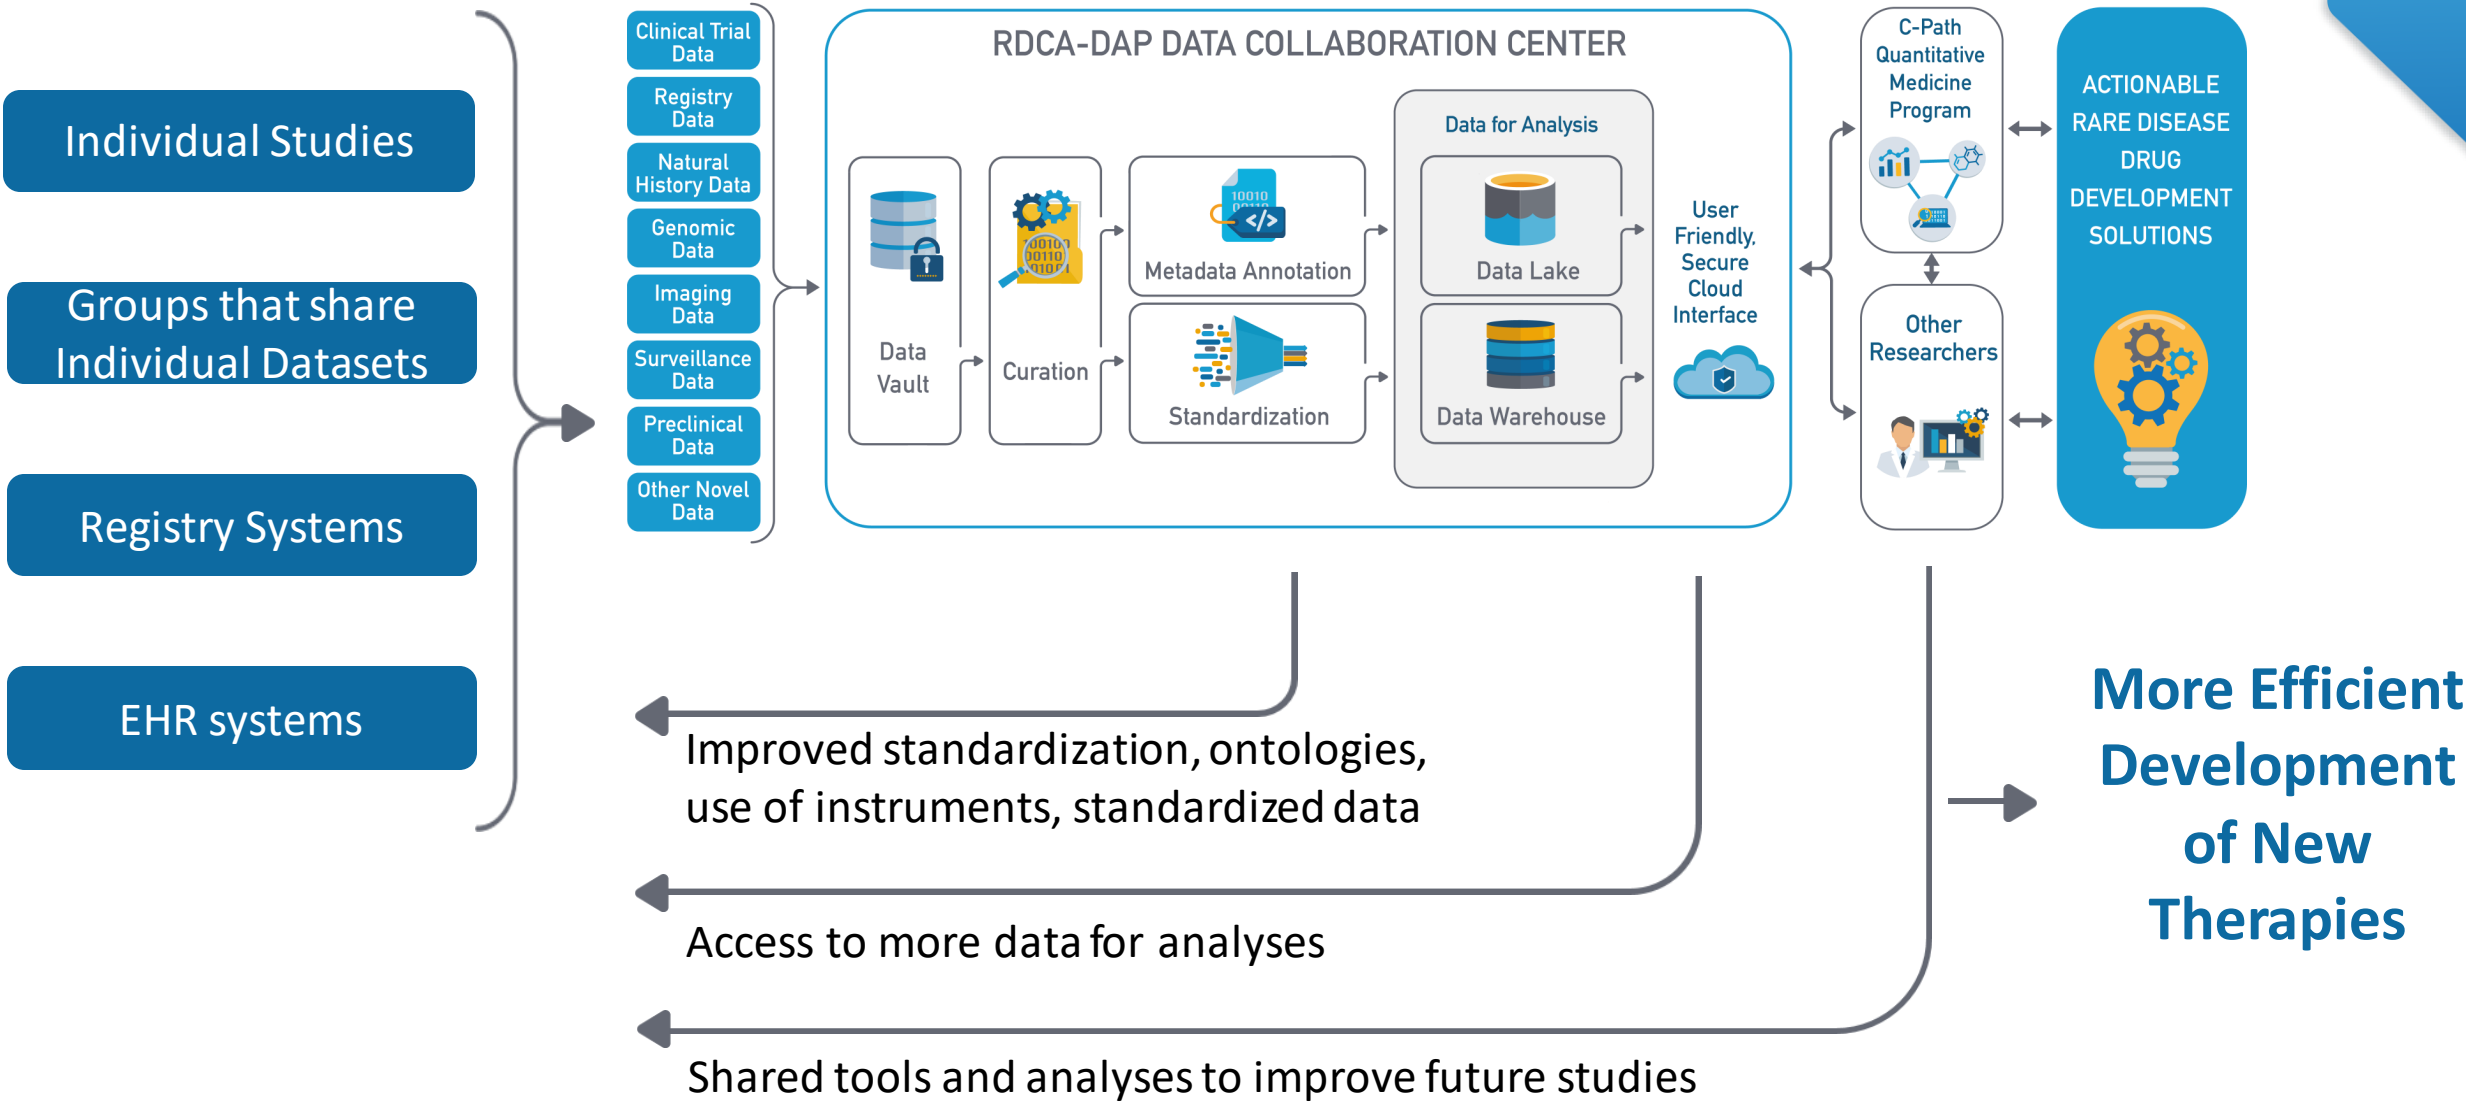 Individual Studies
Groups that share
Individual Datasets
Registry Systems
EHR systems
Clinical Trial
Data
Registry
Data
Natural
History Data
Genomic
Data
Imaging
Data
Surveillance
Data
Preclinical
Data
Other Novel
Data
RDCA-DAP DATA COLLABORATION CENTER
Data
Vault
Curation
Metadata Annotation
Standardization
Data for Analysis
Data Lake
Data Warehouse
User
Friendly,
Secure
Cloud
Interface
C-Path
Quantitative
Medicine
Program
Other
Researchers
ACTIONABLE
RARE DISEASE
DRUG
DEVELOPMENT
SOLUTIONS
Improved standardization, ontologies,
use of instruments, standardized data
Access to more data for analyses
Shared tools and analyses to improve future studies
More Efficient
Development
of New
Therapies